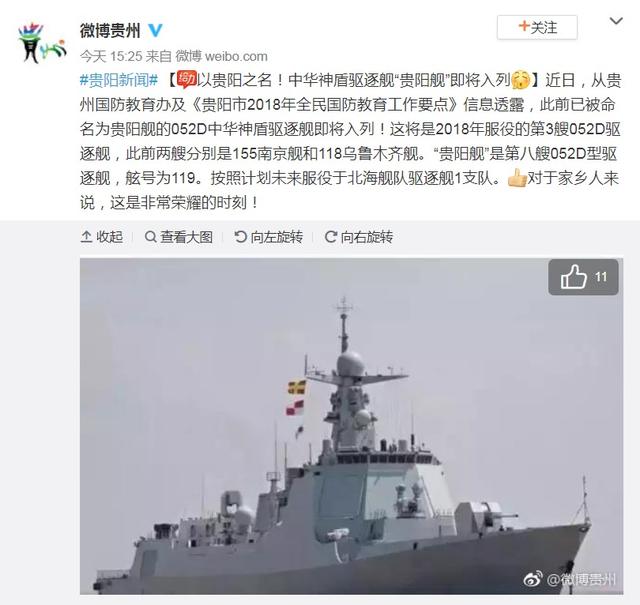 微博贵州
+关注
今天 15:25 来自 微博 weibo.com
#贵阳新闻# 【给力以贵阳之名！中华神盾驱逐舰“贵阳舰”即将入列】近日，从贵
州国防教育办及《贵阳市2018年全民国防教育工作要点》信息透露，此前已被命
名为贵阳舰的052D中华神盾驱逐舰即将入列！这将是2018年服役的第3艘052D驱
逐舰，此前两艘分别是155南京舰和118乌鲁木齐舰。“贵阳舰”是第八艘052D型驱
逐舰，舷号为119。按照计划未来服役于北海舰队驱逐舰1支队。对于家乡人来
说，这是非常荣耀的时刻！
收起 查看大图 向左旋转 向右旋转
11
@微博贵州